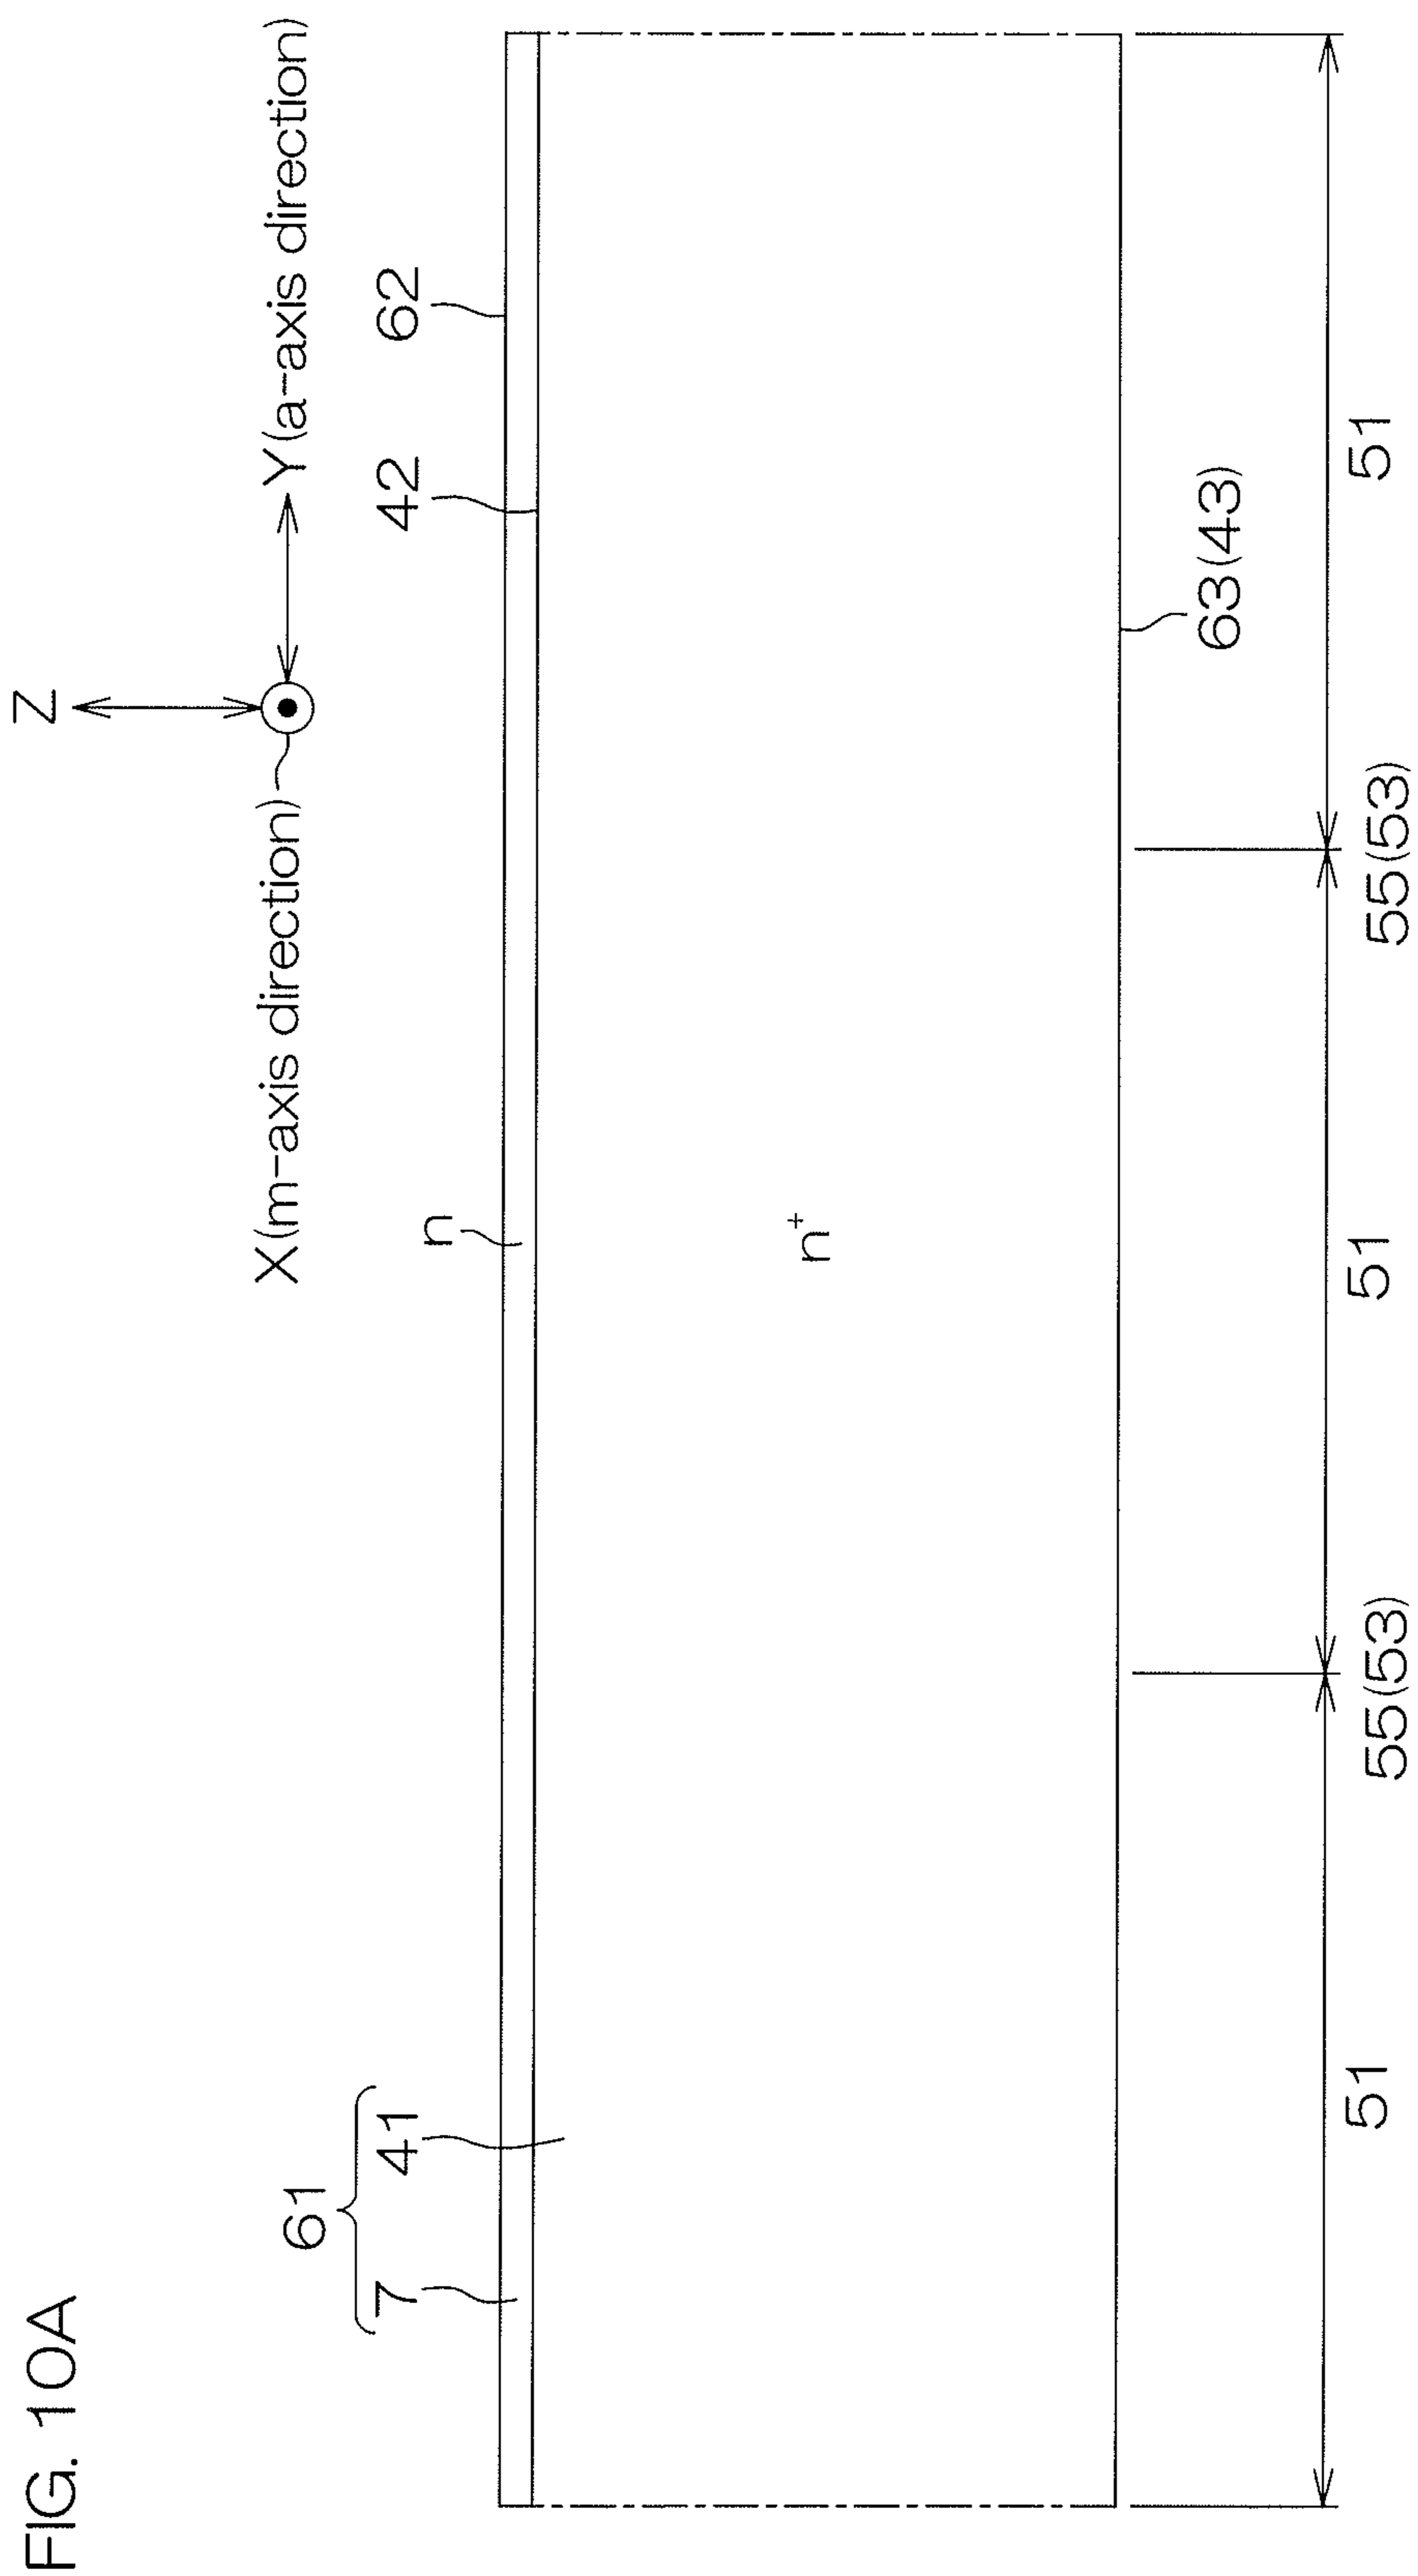 FIG. 10A
Z
X(m-axis direction)
Y(a-axis direction)
61
7
41
n
42
62
n+
63(43)
51
51
51
55(53)
55(53)